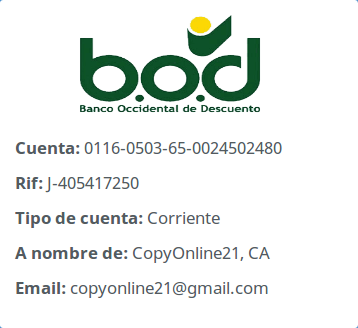 b.o.d
Banco Occidental de Descuento
Cuenta: 0116-0503-65-0024502480
Rif: J-405417250
Tipo de cuenta: Corriente
A nombre de: CopyOnline21, CA
Email: copyonline21@gmail.com